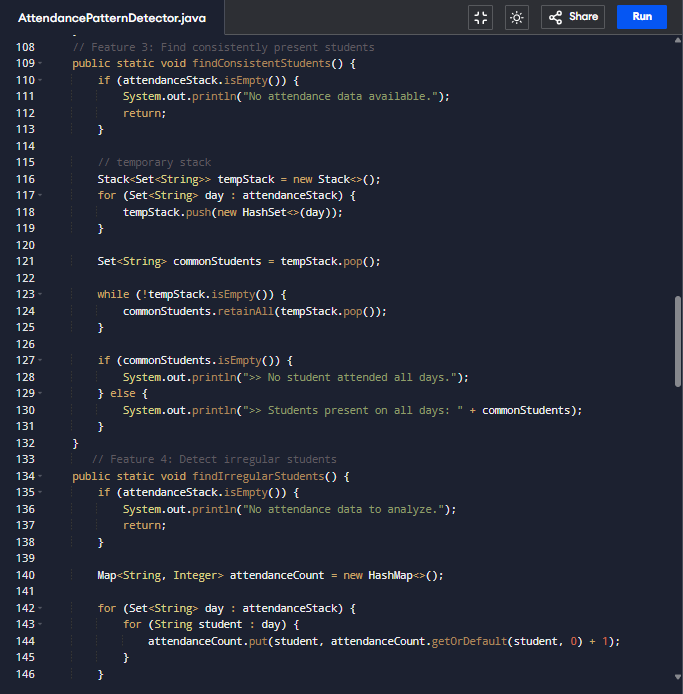 AttendancePatternDetector.java
Share
Run
108 // Feature 3: Find consistently present students
109 public static void findConsistentStudents() {
110 if (attendanceStack.isEmpty()) {
111 System.out.println("No attendance data available.");
112 return;
113 }
114
115 // temporary stack
116 Stack<Set<String>> tempStack = new Stack<>();
117 for (Set<String> day : attendanceStack) {
118 tempStack.push(new HashSet<>(day));
119 }
120
121 Set<String> commonStudents = tempStack.pop();
122
123 while (!tempStack.isEmpty()) {
124 commonStudents.retainAll(tempStack.pop());
125 }
126
127 if (commonStudents.isEmpty()) {
128 System.out.println(">> No student attended all days.");
129 } else {
130 System.out.println(">> Students present on all days: " + commonStudents);
131 }
132 }
133 // Feature 4: Detect irregular students
134 public static void findIrregularStudents() {
135 if (attendanceStack.isEmpty()) {
136 System.out.println("No attendance data to analyze.");
137 return;
138 }
139
140 Map<String, Integer> attendanceCount = new HashMap<>();
141
142 for (Set<String> day : attendanceStack) {
143 for (String student : day) {
144 attendanceCount.put(student, attendanceCount.getOrDefault(student, 0) + 1);
145 }
146 }